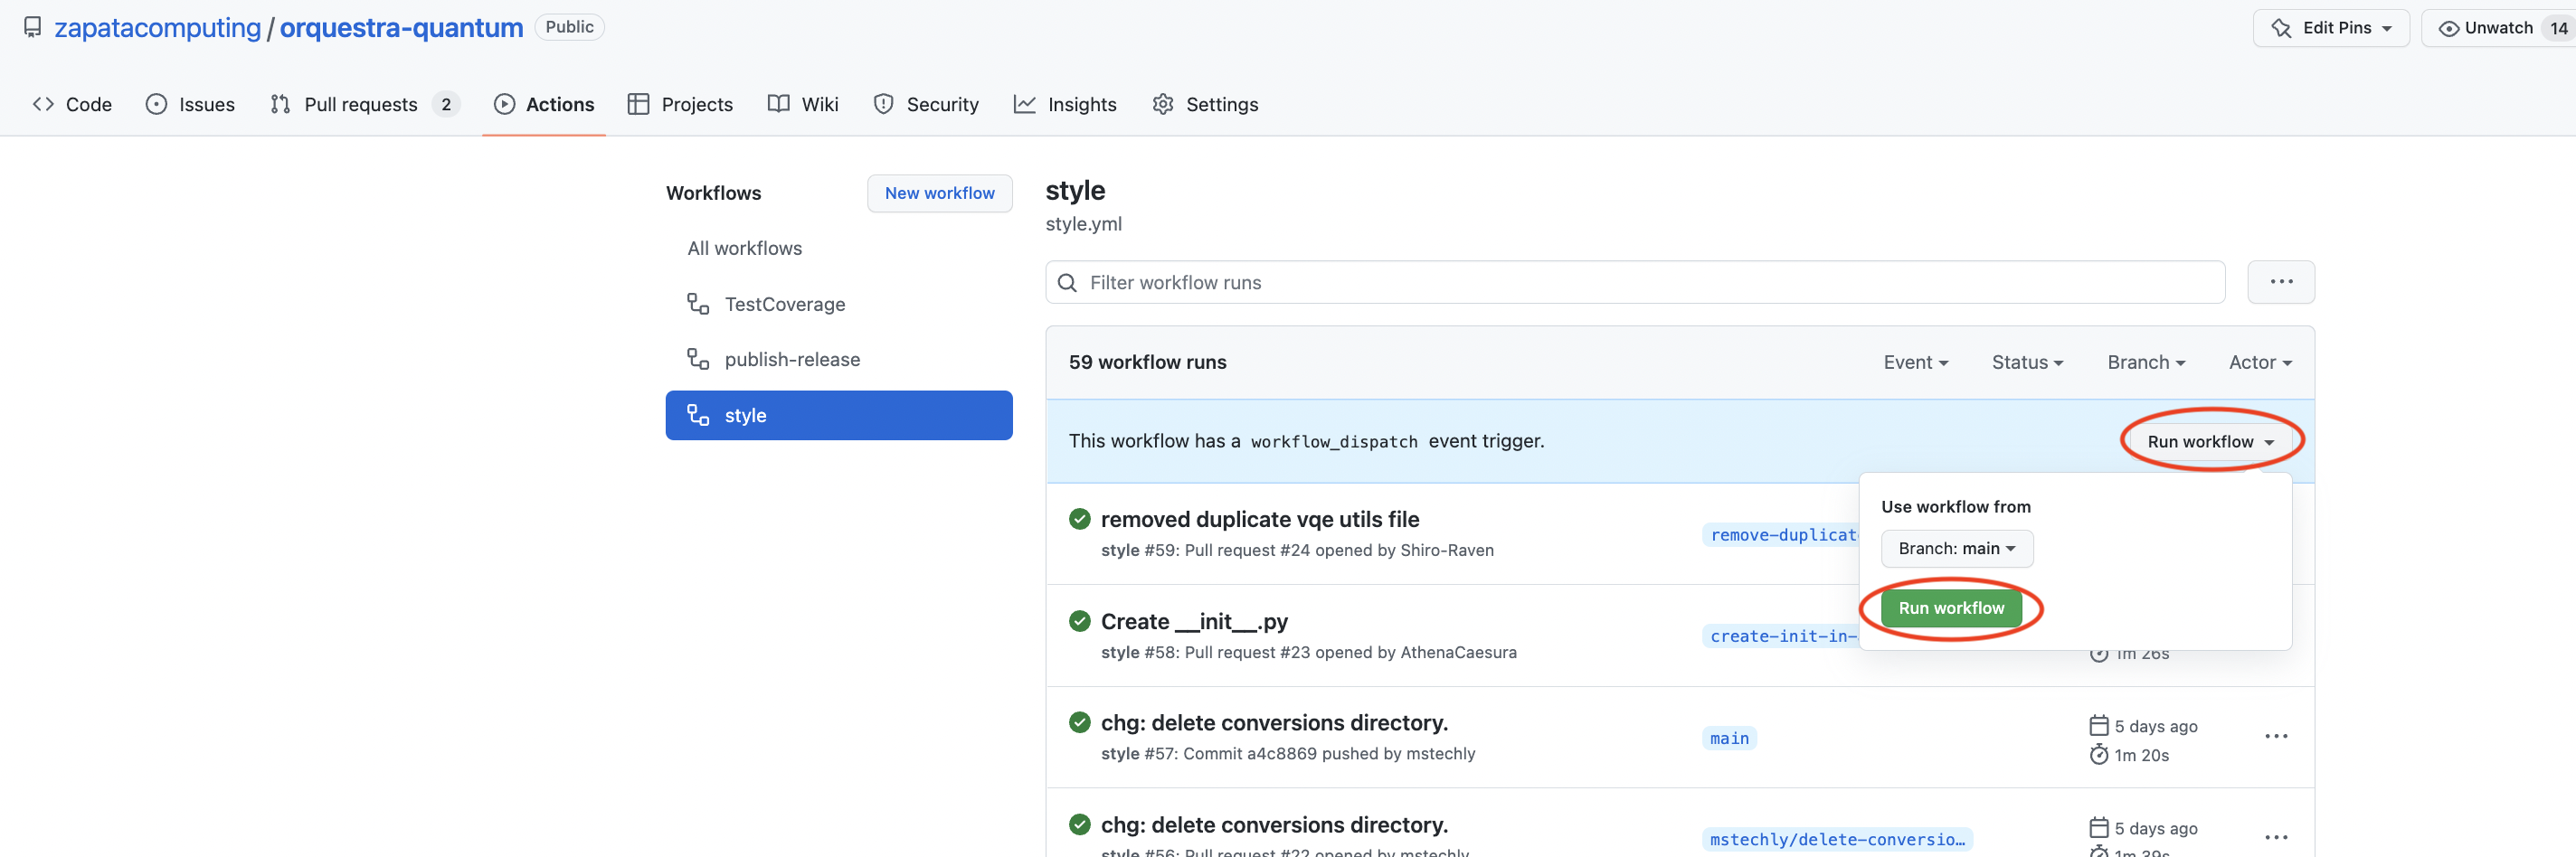 zapatacomputing / orquestra-quantum Public Edit Pins Unwatch 14
Code Issues Pull requests 2 Actions Projects Wiki Security Insights Settings
Workflows New workflow
All workflows
TestCoverage
publish-release
style
style
style.yml
Filter workflow runs
59 workflow runs Event Status Branch Actor
This workflow has a workflow_dispatch event trigger. Run workflow
Use workflow from
Branch: main
Run workflow
removed duplicate vqe utils file
style #59: Pull request #24 opened by Shiro-Raven
remove-duplicat
Create __init__.py
style #58: Pull request #23 opened by AthenaCaesura
create-init-in-
1m 26s
chg: delete conversions directory.
style #57: Commit a4c8869 pushed by mstechly
main
5 days ago
1m 20s
chg: delete conversions directory.
style #56: Pull request #22 opened by mstechly
mstechly/delete-conversio…
5 days ago
1m 39s